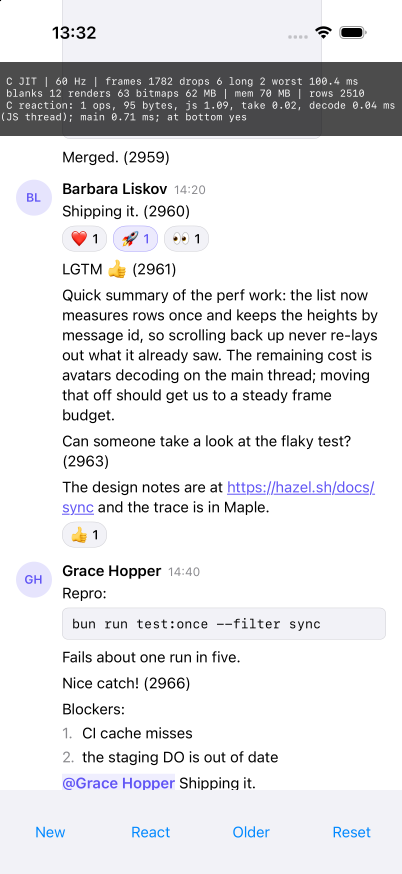 13:32
C JIT | 60 Hz | frames 1782 drops 6 long 2 worst 100.4 ms
blanks 12 renders 63 bitmaps 62 MB | mem 70 MB | rows 2510
C reaction: 1 ops, 95 bytes, js 1.09, take 0.02, decode 0.04 ms
(JS thread); main 0.71 ms; at bottom yes
Merged. (2959)
BL
Barbara Liskov 14:20
Shipping it. (2960)
❤️ 1 🚀 1 👀 1
LGTM 👍 (2961)
Quick summary of the perf work: the list now
measures rows once and keeps the heights by
message id, so scrolling back up never re-lays
out what it already saw. The remaining cost is
avatars decoding on the main thread; moving
that off should get us to a steady frame
budget.
Can someone take a look at the flaky test?
(2963)
The design notes are at https://hazel.sh/docs/
sync and the trace is in Maple.
👍 1
GH
Grace Hopper 14:40
Repro:
bun run test:once --filter sync
Fails about one run in five.
Nice catch! (2966)
Blockers:
1. CI cache misses
2. the staging DO is out of date
@Grace Hopper Shipping it.
New React Older Reset